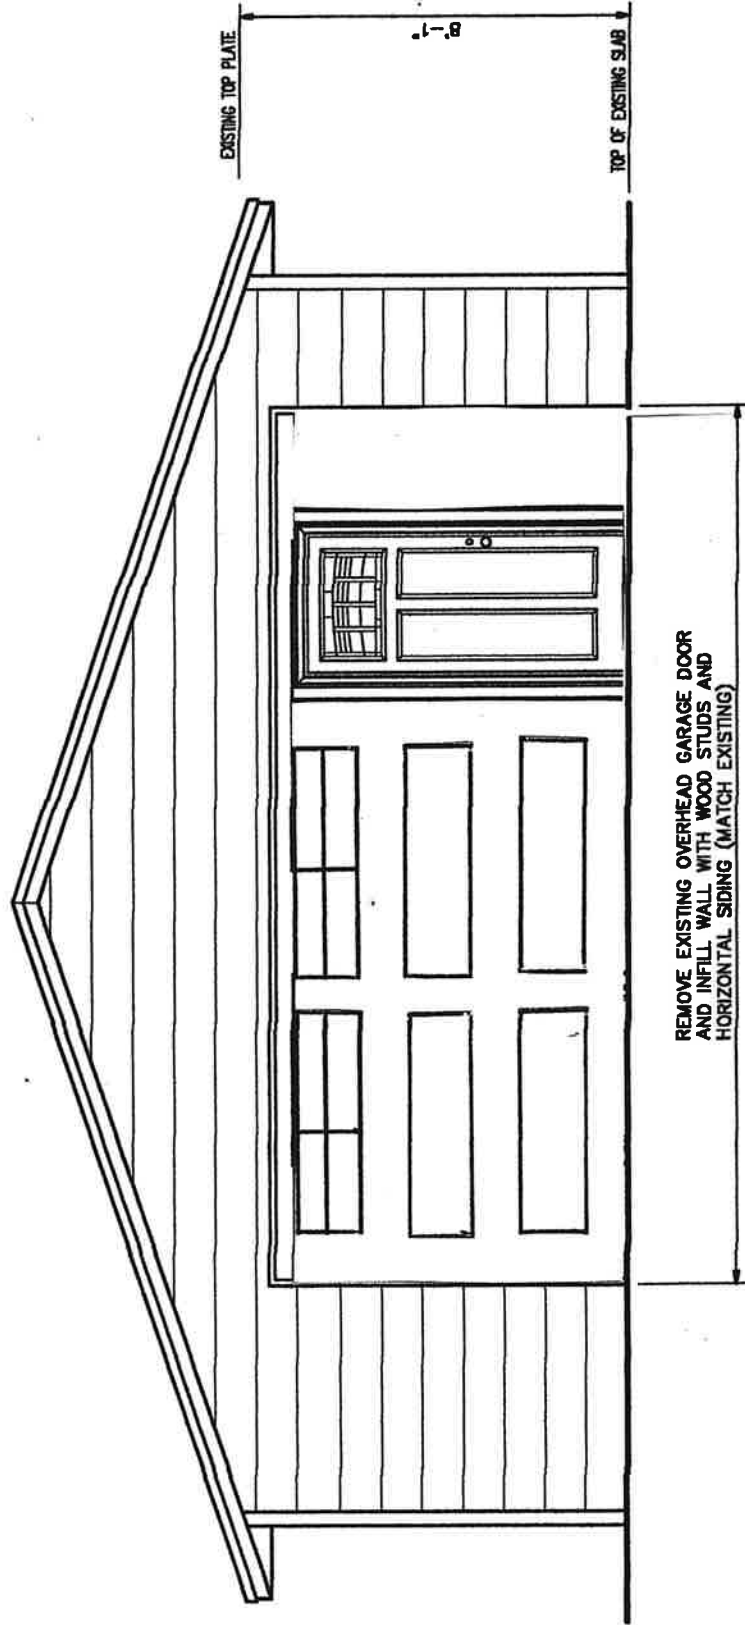 EXISTING TOP PLATE
8'-1"
TOP OF EXISTING SLAB
REMOVE EXISTING OVERHEAD GARAGE DOOR
AND INFILL WALL WITH WOOD STUDS AND
HORIZONTAL SIDING (MATCH EXISTING)